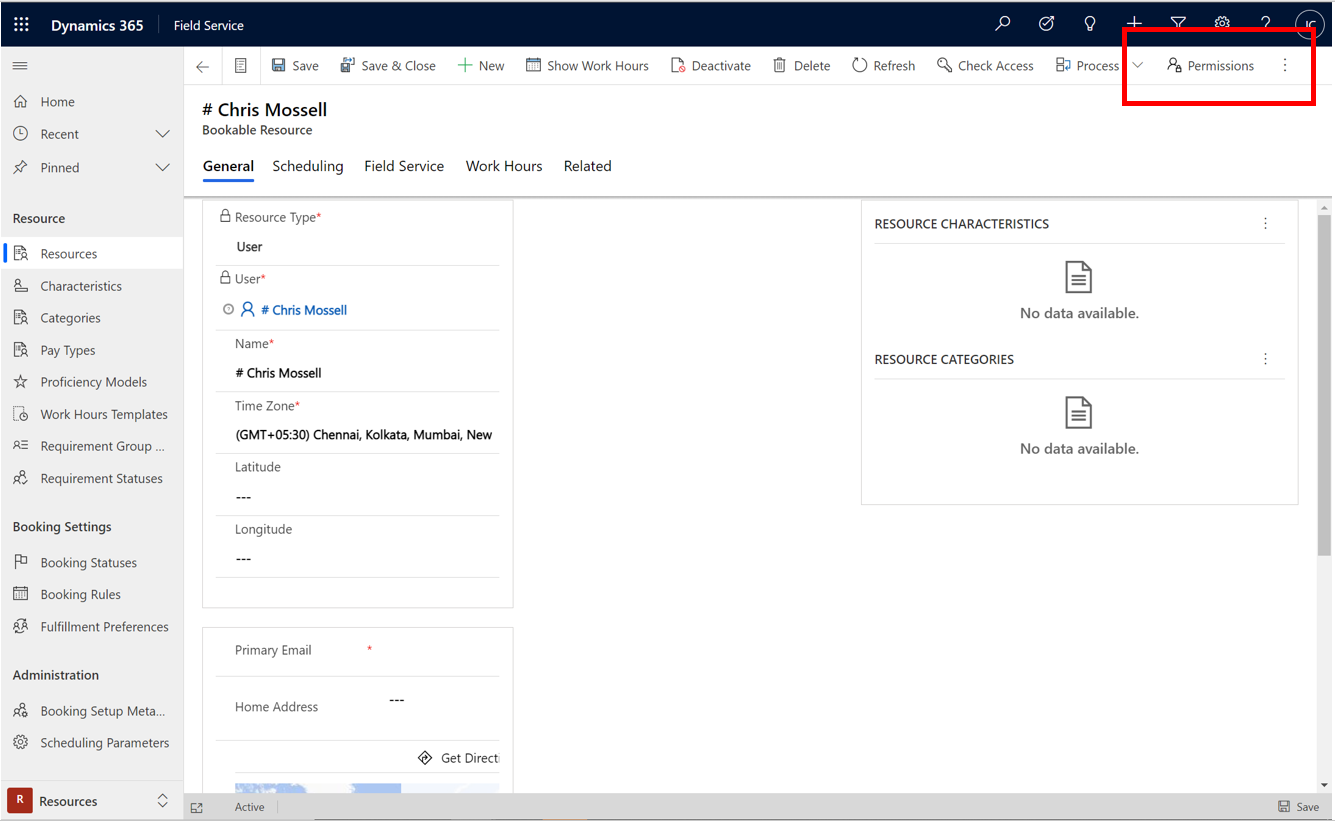 Dynamics 365 Field Service ? JC
Save Save & Close New Show Work Hours Deactivate Delete Refresh Check Access Process Permissions
# Chris Mossell
Bookable Resource
General Scheduling Field Service Work Hours Related
Home
Recent
Pinned
Resource
Resources
Characteristics
Categories
Pay Types
Proficiency Models
Work Hours Templates
Requirement Group ...
Requirement Statuses
Booking Settings
Booking Statuses
Booking Rules
Fulfillment Preferences
Administration
Booking Setup Meta...
Scheduling Parameters
R Resources
Resource Type*
User
User*
# Chris Mossell
Name*
# Chris Mossell
Time Zone*
(GMT+05:30) Chennai, Kolkata, Mumbai, New
Latitude
---
Longitude
---
Primary Email *
Home Address ---
Get Directi
RESOURCE CHARACTERISTICS
No data available.
RESOURCE CATEGORIES
No data available.
Active Save